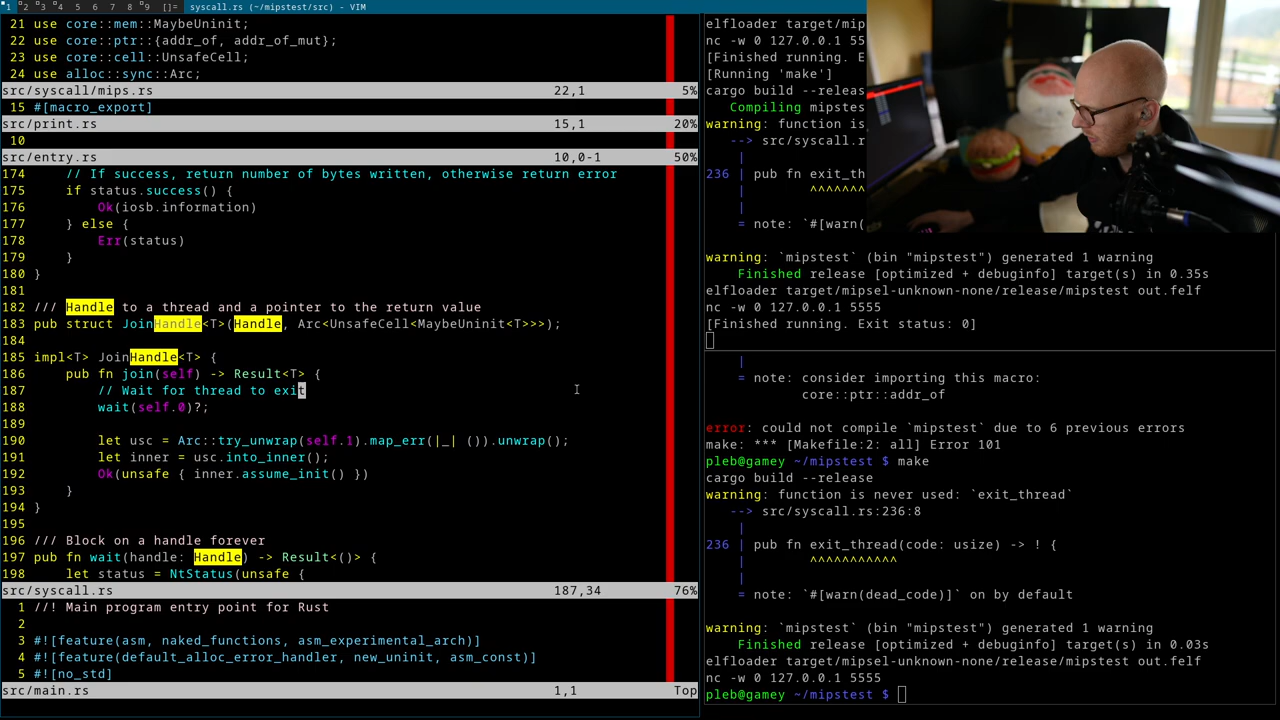 1 2 3 4 5 6 7 8 9 []= syscall.rs (~/mipstest/src) - VIM
21 use core::mem::MaybeUninit;
22 use core::ptr::{addr_of, addr_of_mut};
23 use core::cell::UnsafeCell;
24 use alloc::sync::Arc;
src/syscall/mips.rs 22,1 5%
15 #[macro_export]
src/print.rs 15,1 20%
10
src/entry.rs 10,0-1 50%
174 // If success, return number of bytes written, otherwise return error
175 if status.success() {
176 Ok(iosb.information)
177 } else {
178 Err(status)
179 }
180 }
181
182 /// Handle to a thread and a pointer to the return value
183 pub struct JoinHandle<T>(Handle, Arc<UnsafeCell<MaybeUninit<T>>>);
184
185 impl<T> JoinHandle<T> {
186 pub fn join(self) -> Result<T> {
187 // Wait for thread to exit
188 wait(self.0)?;
189
190 let usc = Arc::try_unwrap(self.1).map_err(|_| ()).unwrap();
191 let inner = usc.into_inner();
192 Ok(unsafe { inner.assume_init() })
193 }
194 }
195
196 /// Block on a handle forever
197 pub fn wait(handle: Handle) -> Result<()> {
198 let status = NtStatus(unsafe {
src/syscall.rs 187,34 76%
1 //! Main program entry point for Rust
2
3 #![feature(asm, naked_functions, asm_experimental_arch)]
4 #![feature(default_alloc_error_handler, new_uninit, asm_const)]
5 #![no_std]
src/main.rs 1,1 Top
elfloader target/mip
nc -w 0 127.0.0.1 55
[Finished running. E
[Running 'make']
cargo build --releas
Compiling mipstes
warning: function is
--> src/syscall.r
|
236 | pub fn exit_th
| ^^^^^^^
|
= note: `#[warn(
warning: `mipstest` (bin "mipstest") generated 1 warning
Finished release [optimized + debuginfo] target(s) in 0.35s
elfloader target/mipsel-unknown-none/release/mipstest out.felf
nc -w 0 127.0.0.1 5555
[Finished running. Exit status: 0]
|
= note: consider importing this macro:
core::ptr::addr_of
error: could not compile `mipstest` due to 6 previous errors
make: *** [Makefile:2: all] Error 101
pleb@gamey ~/mipstest $ make
cargo build --release
warning: function is never used: `exit_thread`
--> src/syscall.rs:236:8
|
236 | pub fn exit_thread(code: usize) -> ! {
| ^^^^^^^^^^^
|
= note: `#[warn(dead_code)]` on by default
warning: `mipstest` (bin "mipstest") generated 1 warning
Finished release [optimized + debuginfo] target(s) in 0.03s
elfloader target/mipsel-unknown-none/release/mipstest out.felf
nc -w 0 127.0.0.1 5555
pleb@gamey ~/mipstest $